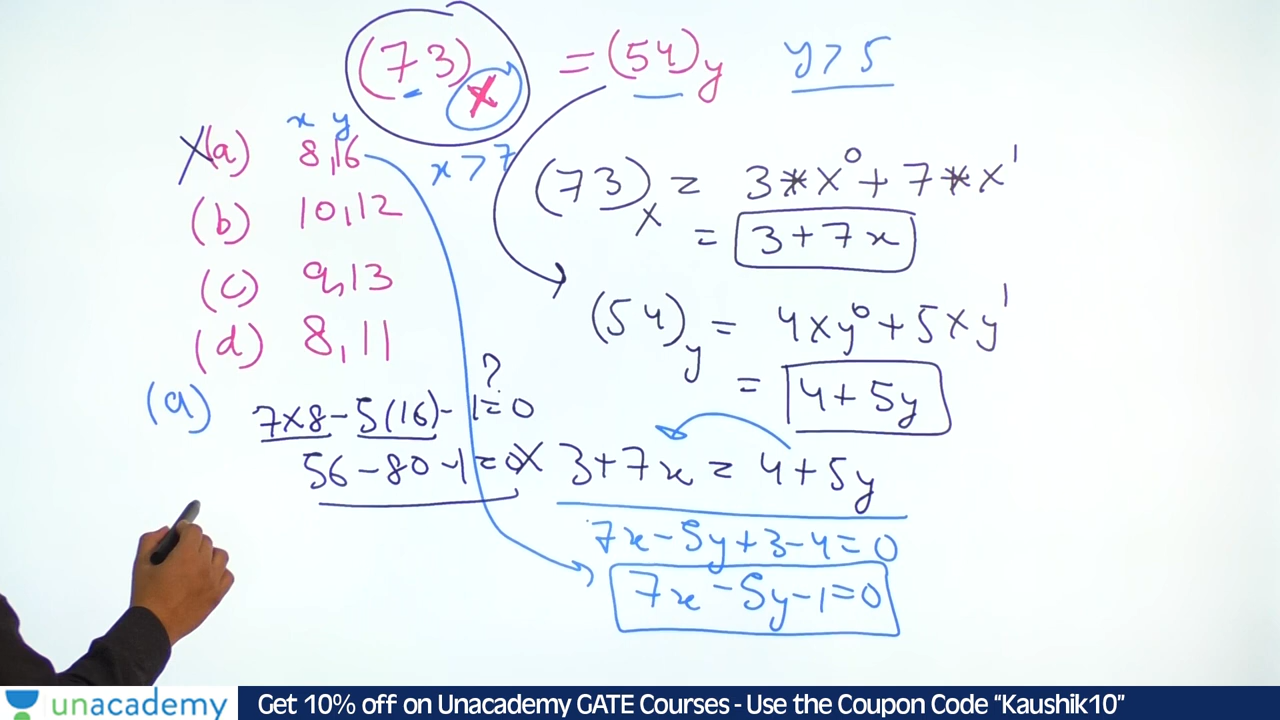 (73)x = (54)y y > 5
x y
x > 7
X(a) 8,16
(b) 10,12
(c) 9,13
(d) 8,11
(73)x = 3*x⁰ + 7*x¹
= 3+7x
(54)y = 4xy⁰ + 5xy¹
= 4+5y
(a) 7x8 - 5(16) - 1 = 0
?
56 - 80 - 1 = 0 X
3+7x = 4+5y
7x - 5y + 3 - 4 = 0
7x - 5y - 1 = 0
unacademy
Get 10% off on Unacademy GATE Courses - Use the Coupon Code “Kaushik10”